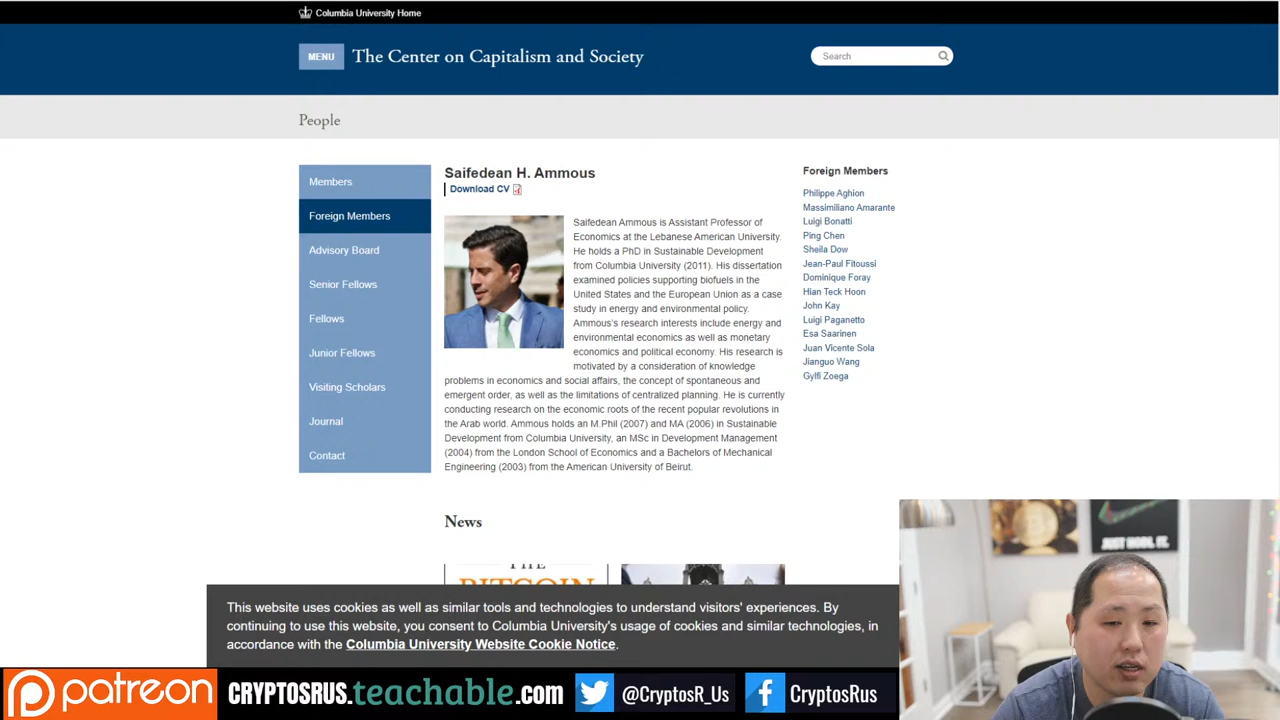 Columbia University Home
MENU
The Center on Capitalism and Society
Search
People
Members
Foreign Members
Advisory Board
Senior Fellows
Fellows
Junior Fellows
Visiting Scholars
Journal
Contact
Saifedean H. Ammous
Download CV
Saifedean Ammous is Assistant Professor of
Economics at the Lebanese American University.
He holds a PhD in Sustainable Development
from Columbia University (2011). His dissertation
examined policies supporting biofuels in the
United States and the European Union as a case
study in energy and environmental policy.
Ammous's research interests include energy and
environmental economics as well as monetary
economics and political economy. His research is
motivated by a consideration of knowledge
problems in economics and social affairs, the concept of spontaneous and
emergent order, as well as the limitations of centralized planning. He is currently
conducting research on the economic roots of the recent popular revolutions in
the Arab world. Ammous holds an M.Phil (2007) and MA (2006) in Sustainable
Development from Columbia University, an MSc in Development Management
(2004) from the London School of Economics and a Bachelors of Mechanical
Engineering (2003) from the American University of Beirut.
Foreign Members
Philippe Aghion
Massimiliano Amarante
Luigi Bonatti
Ping Chen
Sheila Dow
Jean-Paul Fitoussi
Dominique Foray
Hian Teck Hoon
John Kay
Luigi Paganetto
Esa Saarinen
Juan Vicente Sola
Jianguo Wang
Gylfi Zoega
News
THE
BITCOIN
JUST HODL IT.
This website uses cookies as well as similar tools and technologies to understand visitors' experiences. By
continuing to use this website, you consent to Columbia University's usage of cookies and similar technologies, in
accordance with the Columbia University Website Cookie Notice.
patreon
CRYPTOSRUS.teachable.com
@CryptosR_Us
CryptosRus